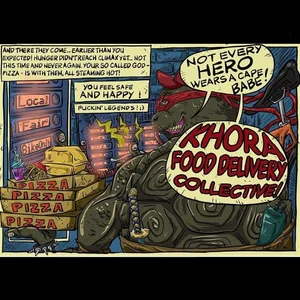 AND THERE THEY COME... EARLIER THAN YOU
EXPECTED! HUNGER DIDN'T REACH CLIMAX YET.. NOT
THIS TIME AND NEVER AGAIN. YOUR SO CALLED GOD -
PIZZA - IS WITH THEM, ALL STEAMING HOT!
YOU FEEL SAFE
AND HAPPY !
FUCKIN' LEGENDS ! :)
NOT EVERY
HERO
WEARS A CAPE
BABE!
KHORA
FOOD DELIVERY
COLLECTIVE!
Local
Fair
PIZZA
PIZZA
PIZZA
PIZZA